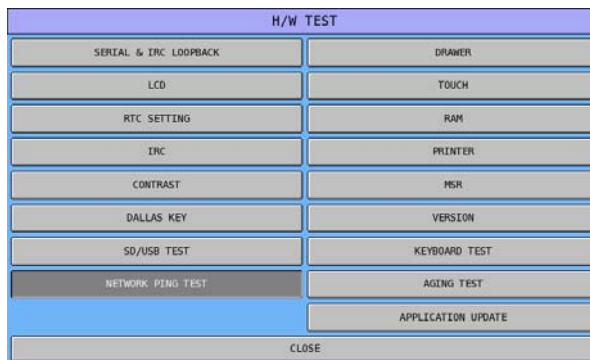 H/W TEST
SERIAL & IRC LOOPBACK
DRAWER
LCD
TOUCH
RTC SETTING
RAM
IRC
PRINTER
CONTRAST
MSR
DALLAS KEY
VERSION
SD/USB TEST
KEYBOARD TEST
NETWORK PING TEST
AGING TEST
APPLICATION UPDATE
CLOSE